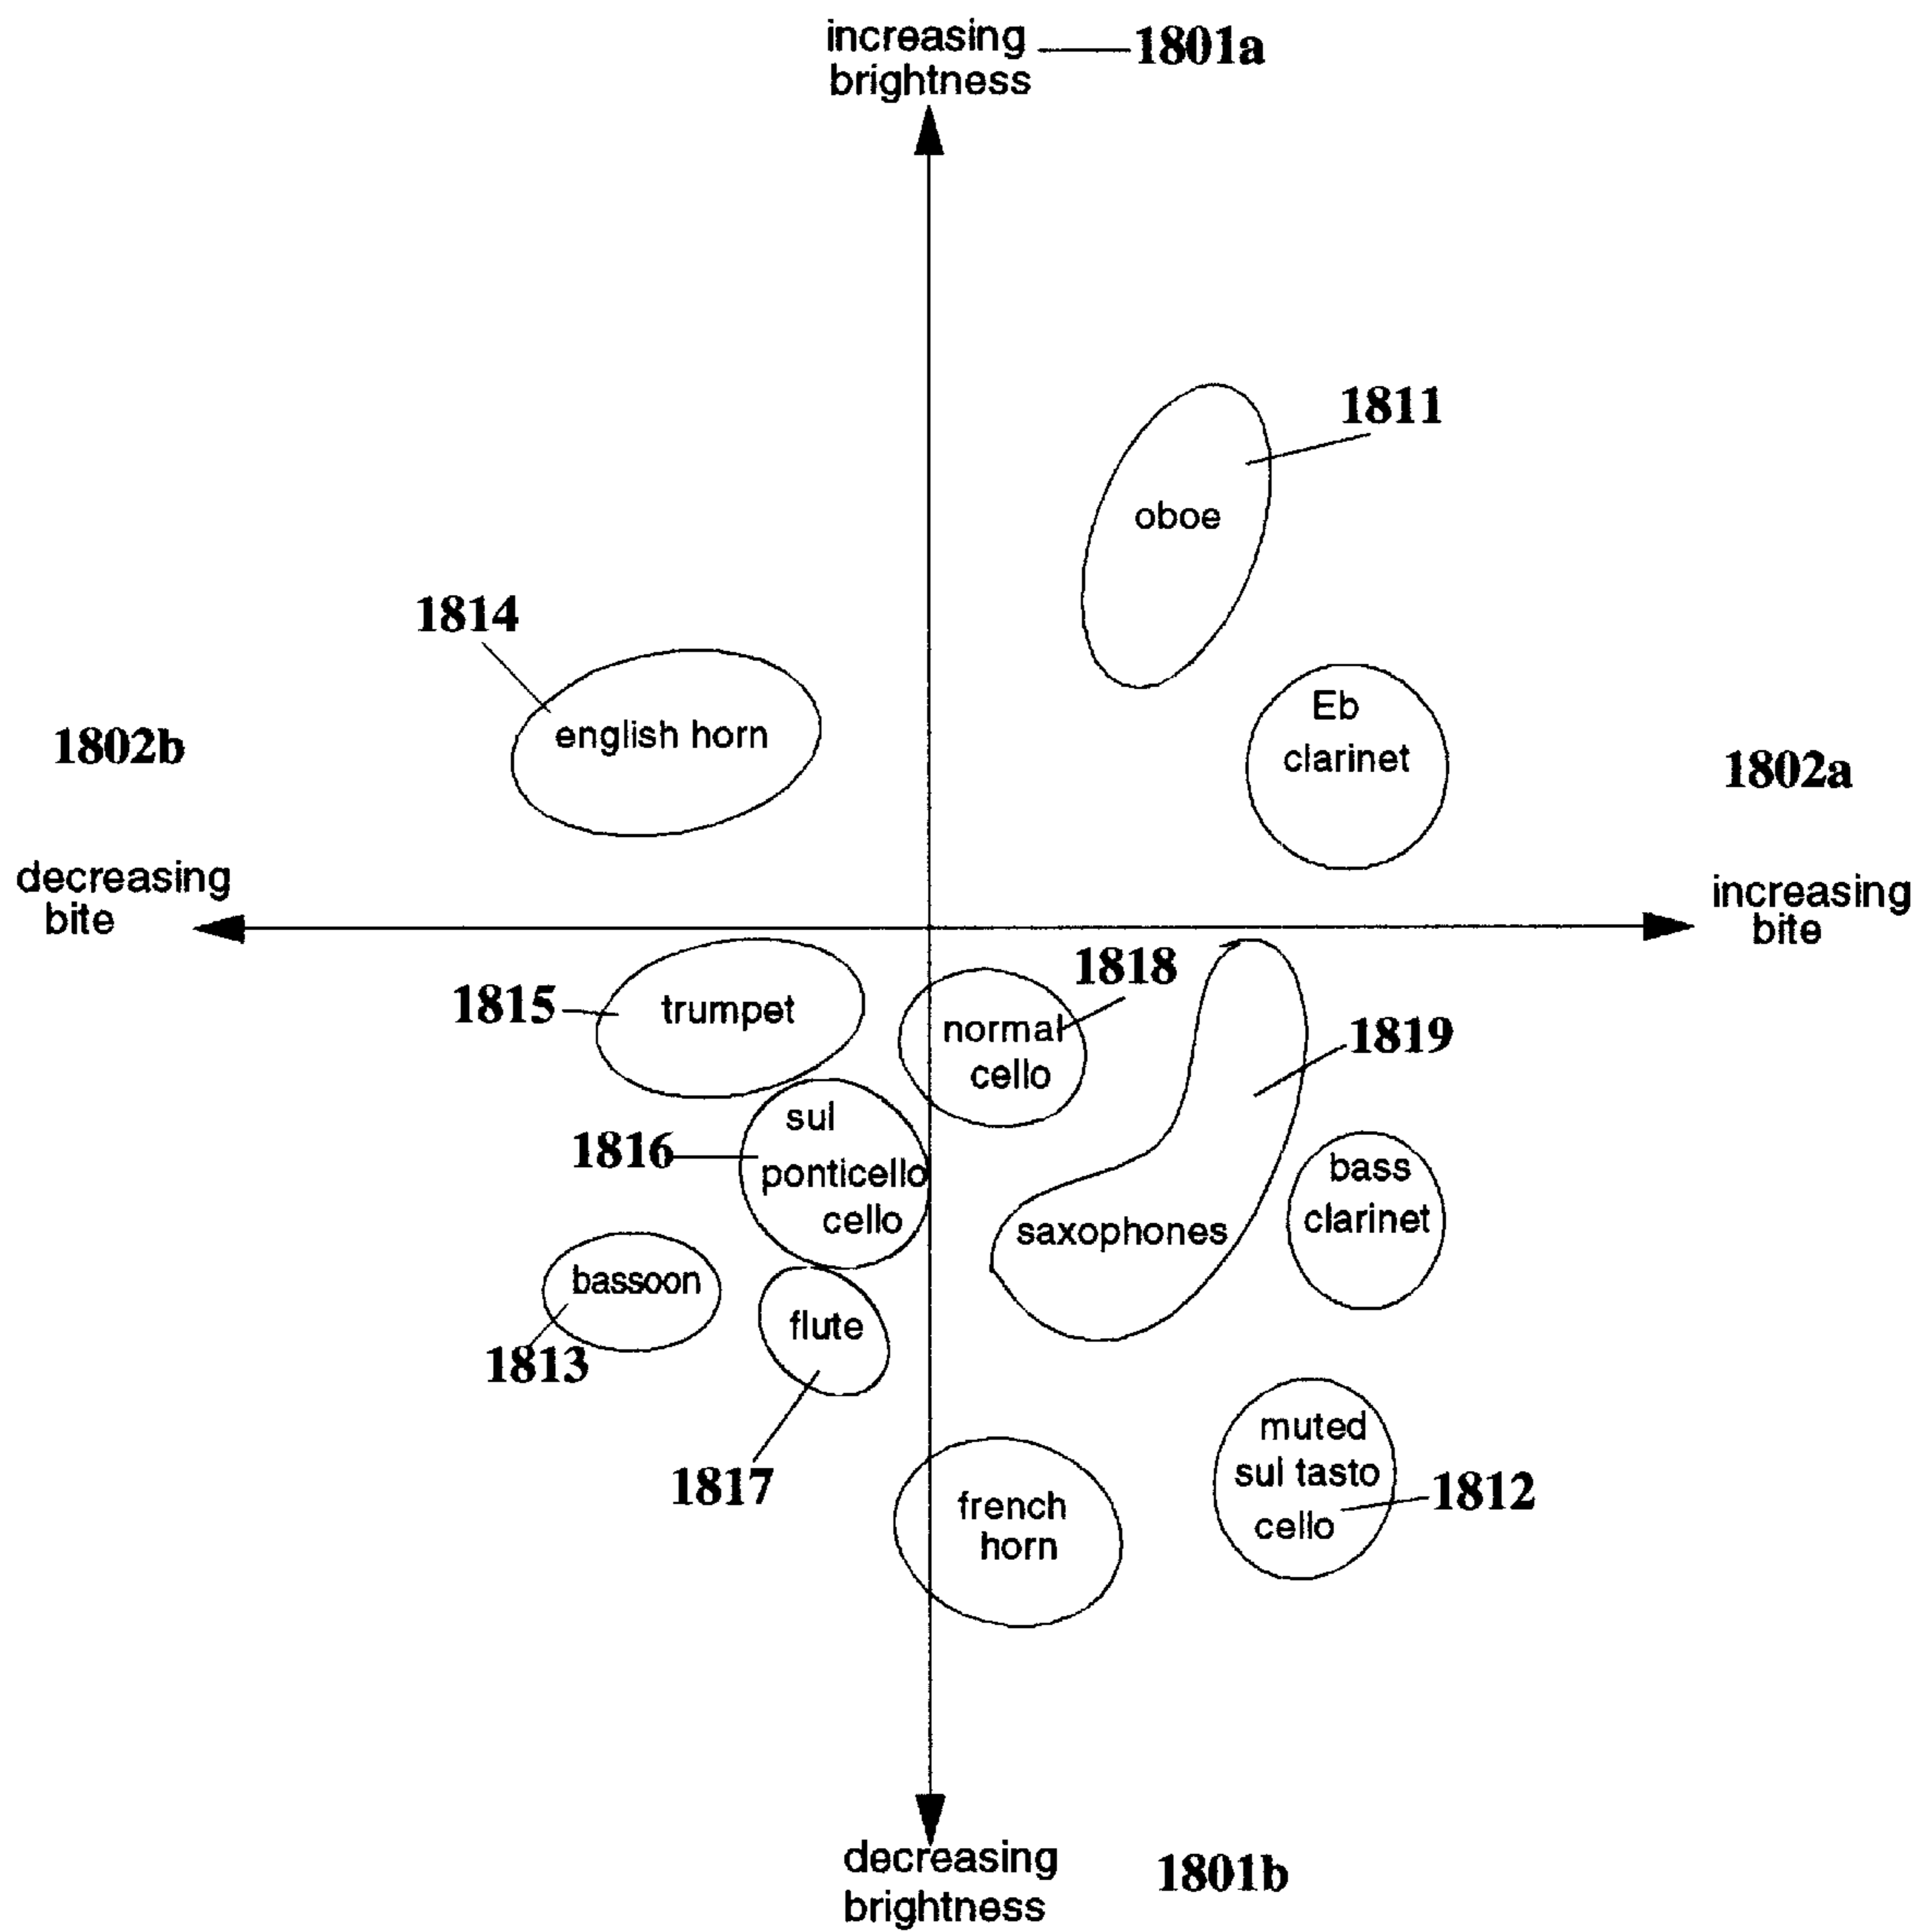 increasing 1801a
brightness
1811
oboe
1814
english horn
Eb
clarinet
1802b
1802a
decreasing
bite
increasing
bite
1815
trumpet
1818
normal
cello
1819
sul
ponticello
cello
1816
saxophones
bass
clarinet
bassoon
1813
flute
1817
french
horn
muted
sul tasto
cello
1812
decreasing
brightness
1801b